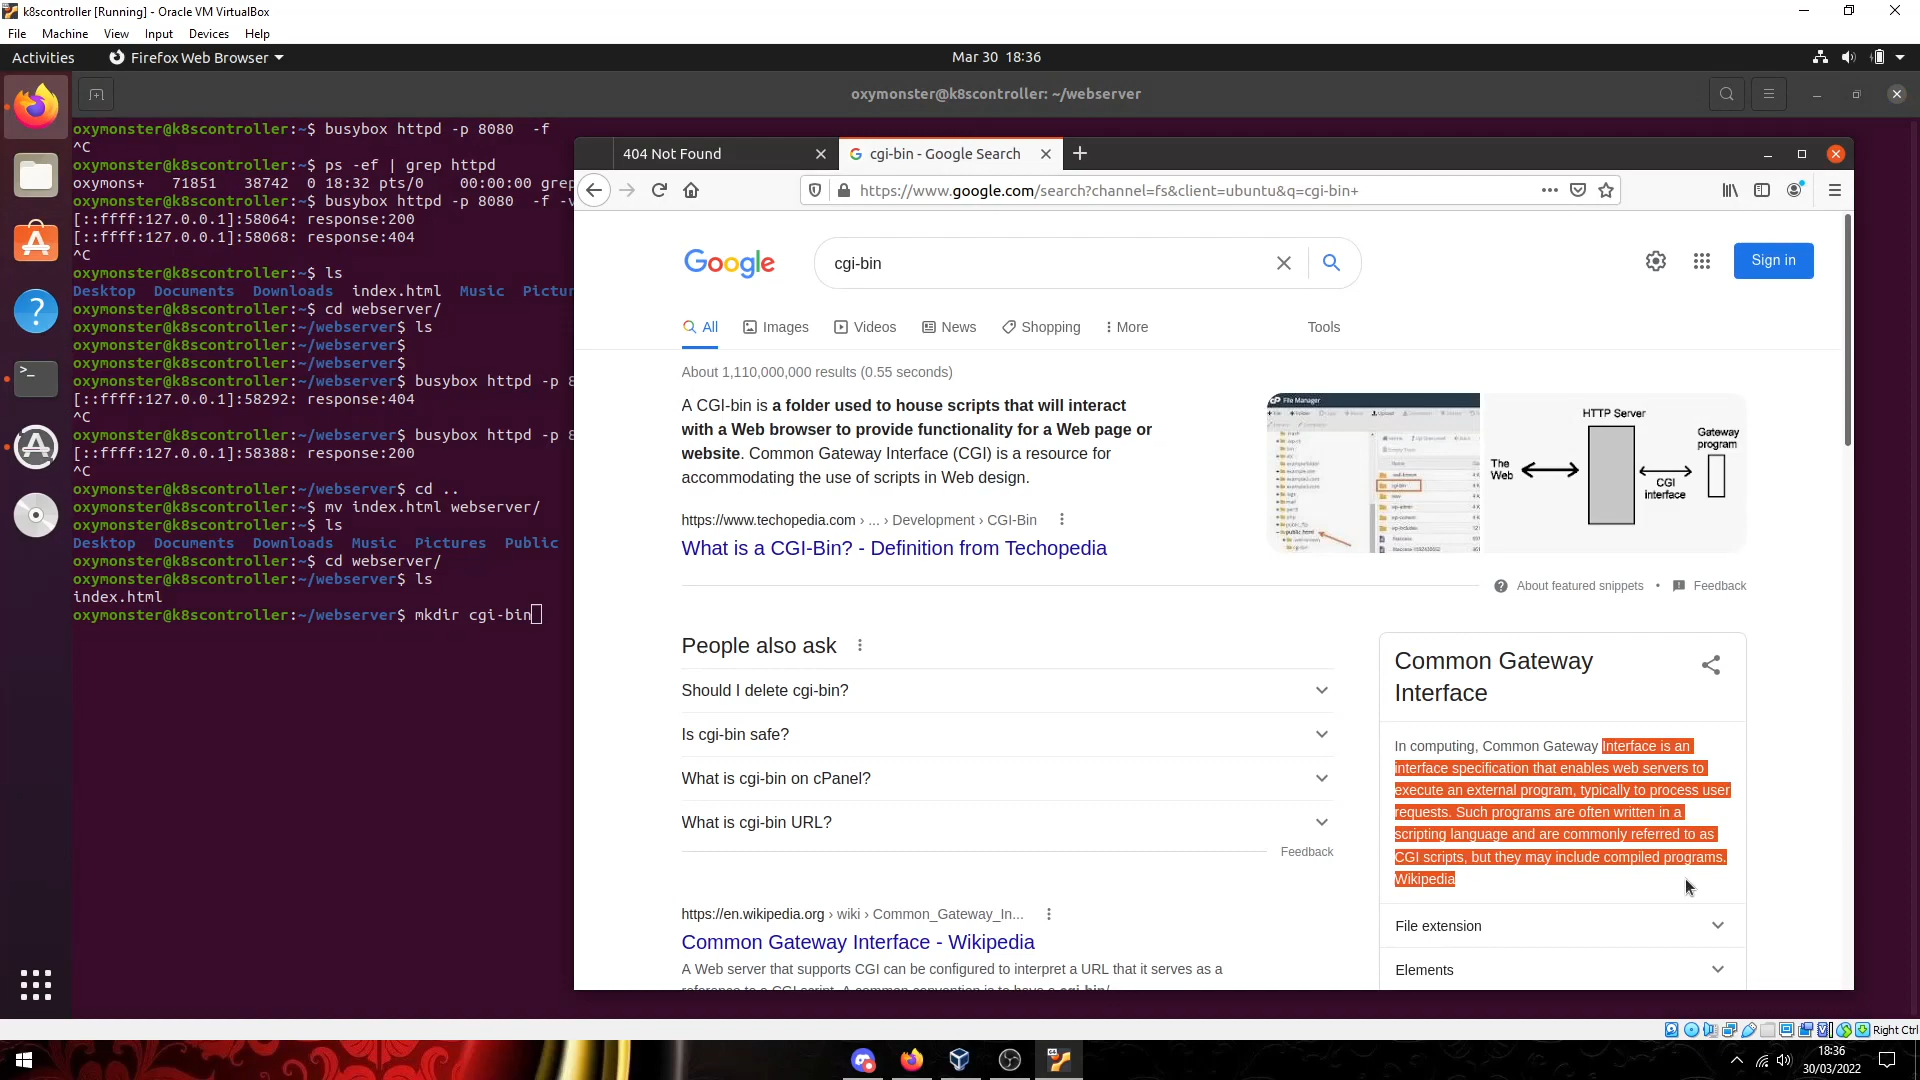 k8scontroller [Running] - Oracle VM VirtualBox
File Machine View Input Devices Help
Activities Firefox Web Browser Mar 30 18:36
oxymonster@k8scontroller: ~/webserver
oxymonster@k8scontroller:~$ busybox httpd -p 8080  -f
^C
oxymonster@k8scontroller:~$ ps -ef | grep httpd
oxymons+   71851   38742  0 18:32 pts/0    00:00:00 grep
oxymonster@k8scontroller:~$ busybox httpd -p 8080  -f -v
[::ffff:127.0.0.1]:58064: response:200
[::ffff:127.0.0.1]:58068: response:404
^C
oxymonster@k8scontroller:~$ ls
Desktop  Documents  Downloads  index.html  Music  Pictur
oxymonster@k8scontroller:~$ cd webserver/
oxymonster@k8scontroller:~/webserver$ ls
oxymonster@k8scontroller:~/webserver$
oxymonster@k8scontroller:~/webserver$
oxymonster@k8scontroller:~/webserver$ busybox httpd -p 8
[::ffff:127.0.0.1]:58292: response:404
^C
oxymonster@k8scontroller:~/webserver$ busybox httpd -p 8
[::ffff:127.0.0.1]:58388: response:200
^C
oxymonster@k8scontroller:~/webserver$ cd ..
oxymonster@k8scontroller:~$ mv index.html webserver/
oxymonster@k8scontroller:~$ ls
Desktop  Documents  Downloads  Music  Pictures  Public
oxymonster@k8scontroller:~$ cd webserver/
oxymonster@k8scontroller:~/webserver$ ls
index.html
oxymonster@k8scontroller:~/webserver$ mkdir cgi-bin
404 Not Found
cgi-bin - Google Search
https://www.google.com/search?channel=fs&client=ubuntu&q=cgi-bin+
Google
cgi-bin
Sign in
All Images Videos News Shopping More Tools
About 1,110,000,000 results (0.55 seconds)
A CGI-bin is a folder used to house scripts that will interact
with a Web browser to provide functionality for a Web page or
website. Common Gateway Interface (CGI) is a resource for
accommodating the use of scripts in Web design.
https://www.techopedia.com › ... › Development › CGI-Bin
What is a CGI-Bin? - Definition from Techopedia
File Manager
HTTP Server
The
Web
CGI
interface
Gateway
program
About featured snippets • Feedback
People also ask
Should I delete cgi-bin?
Is cgi-bin safe?
What is cgi-bin on cPanel?
What is cgi-bin URL?
Feedback
https://en.wikipedia.org › wiki › Common_Gateway_In...
Common Gateway Interface - Wikipedia
A Web server that supports CGI can be configured to interpret a URL that it serves as a
reference to a CGI script. A common convention is to have a cgi-bin/
Common Gateway
Interface
In computing, Common Gateway Interface is an
interface specification that enables web servers to
execute an external program, typically to process user
requests. Such programs are often written in a
scripting language and are commonly referred to as
CGI scripts, but they may include compiled programs.
Wikipedia
File extension
Elements
Right Ctrl
18:36
30/03/2022